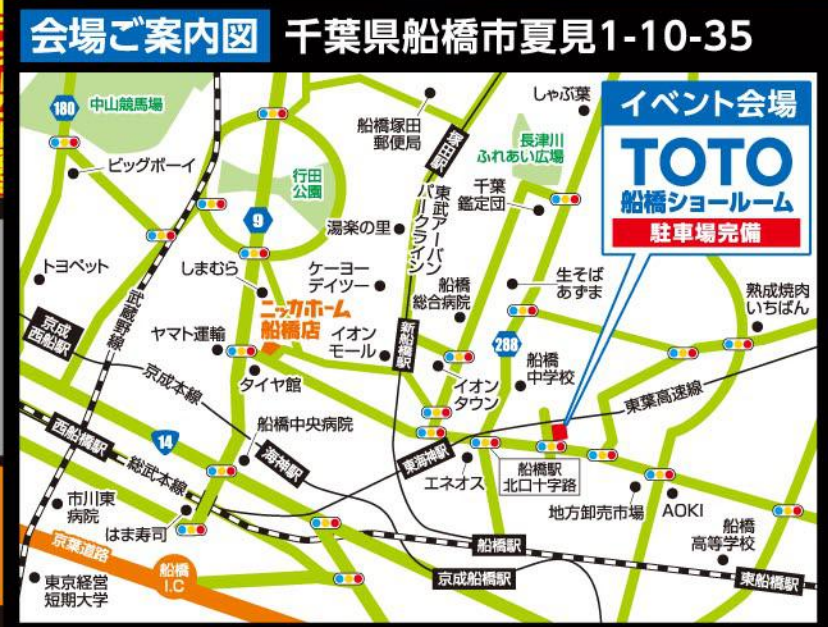 会場ご案内図 千葉県船橋市夏見1-10-35
イベント会場
TOTO
船橋ショールーム
駐車場完備
180
中山競馬場
ビッグボーイ
トヨペット
京成
西船駅
武蔵野線
行田
公園
9
しまむら
ニッカホーム
船橋店
ヤマト運輸
タイヤ館
船橋塚田
郵便局
塚田駅
東武アーバン
パークライン
湯楽の里
ケーヨー
デイツー
イオン
モール
新船橋駅
しゃぶ葉
長津川
ふれあい広場
千葉
鑑定団
船橋
総合病院
生そば
あずま
288
船橋
中学校
イオン
タウン
熟成焼肉
いちばん
東葉高速線
京成本線
西船橋駅
14
総武本線
船橋中央病院
海神駅
東海神駅
エネオス
船橋駅
北口十字路
地方卸売市場
AOKI
船橋
高等学校
市川東
病院
はま寿司
京葉道路
船橋
I.C
東京経営
短期大学
船橋駅
京成船橋駅
東船橋駅